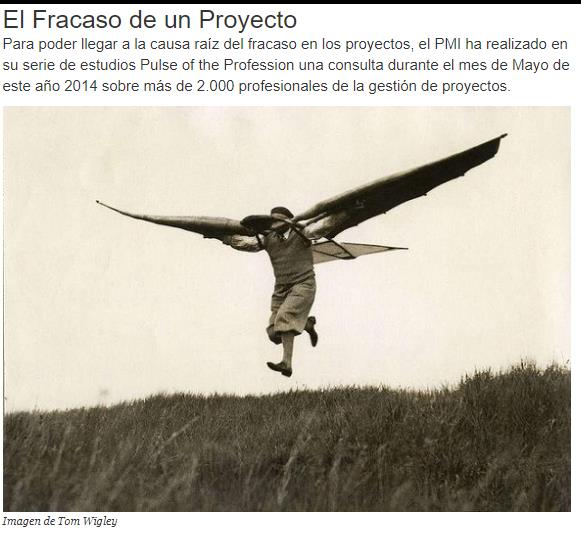 El Fracaso de un Proyecto
Para poder llegar a la causa raíz del fracaso en los proyectos, el PMI ha realizado en
su serie de estudios Pulse of the Profession una consulta durante el mes de Mayo de
este año 2014 sobre más de 2.000 profesionales de la gestión de proyectos.
Imagen de Tom Wigley